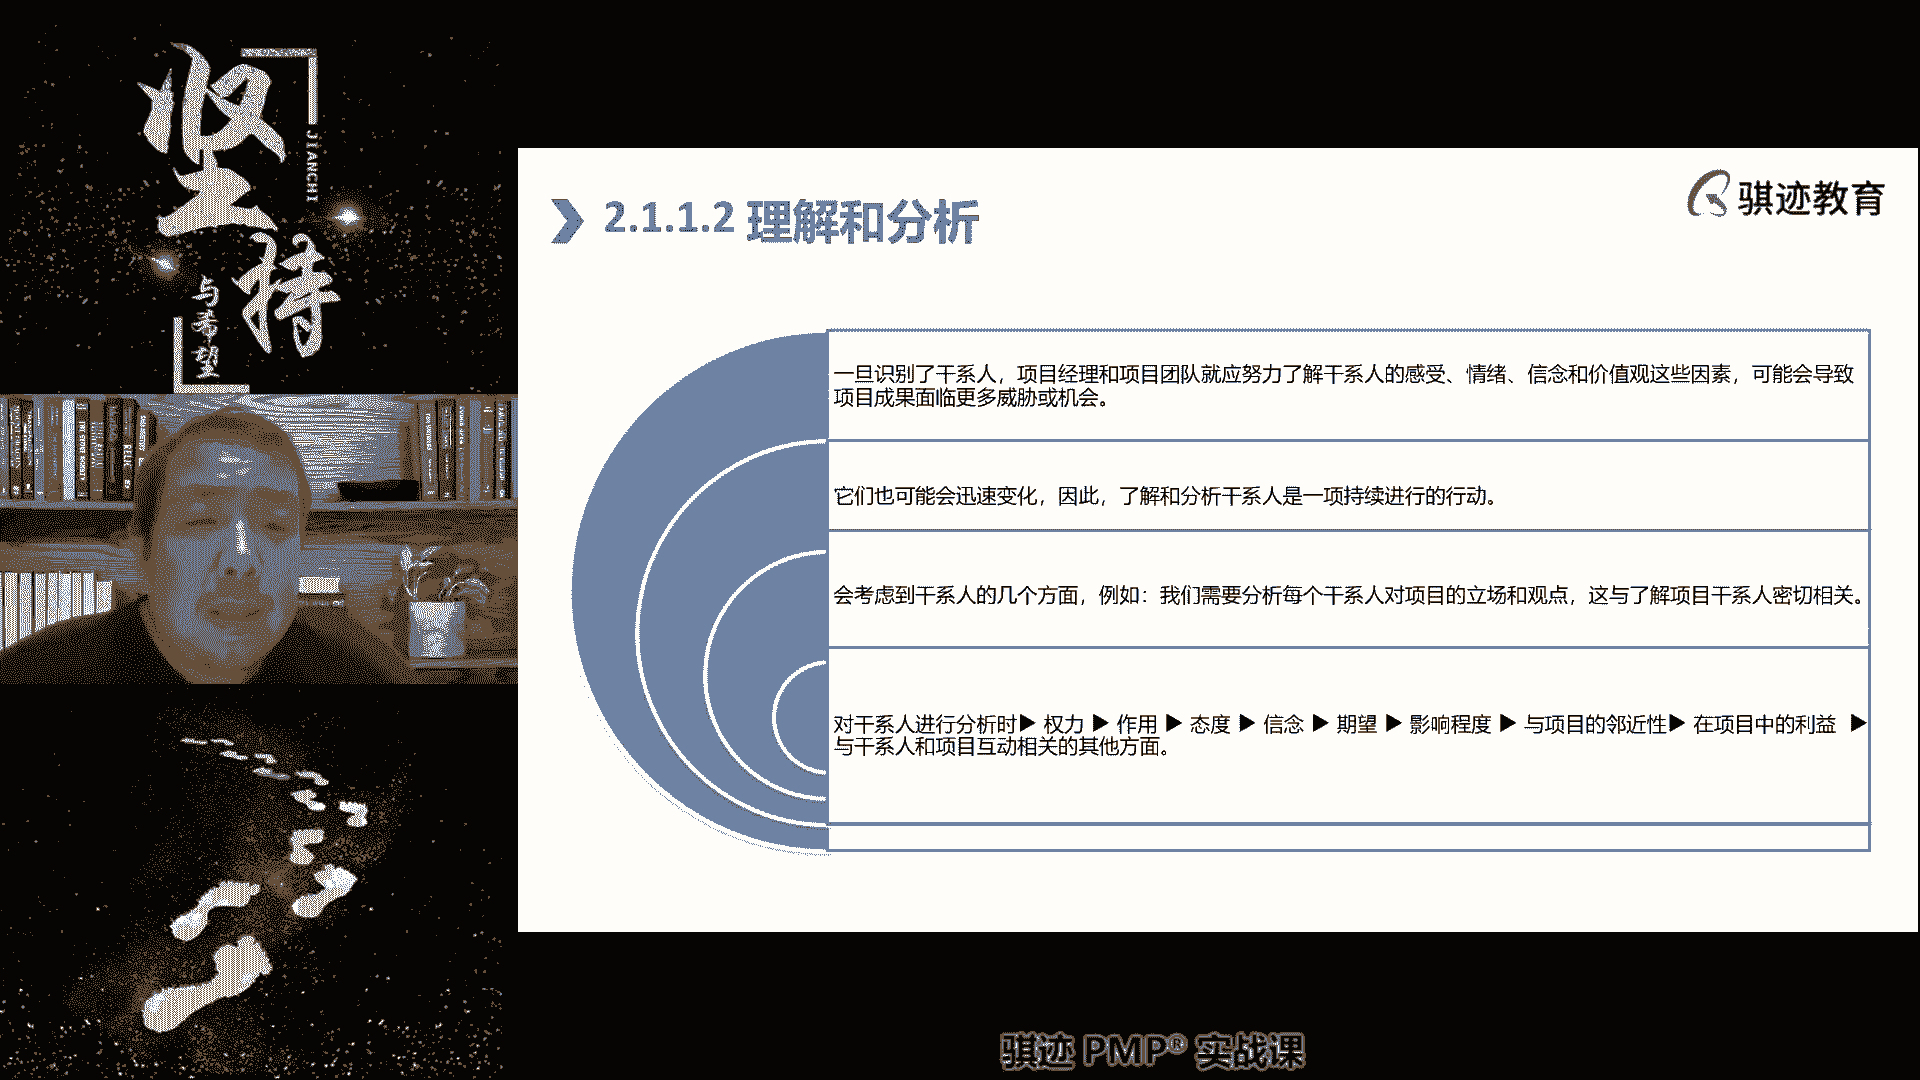 坚持
JIANCHI
与希望
骐迹教育
2.1.1.2 理解和分析
一旦识别了干系人，项目经理和项目团队就应努力了解干系人的感受、情绪、信念和价值观这些因素，可能会导致
项目成果面临更多威胁或机会。
它们也可能会迅速变化，因此，了解和分析干系人是一项持续进行的行动。
会考虑到干系人的几个方面，例如：我们需要分析每个干系人对项目的立场和观点，这与了解项目干系人密切相关。
对干系人进行分析时▶ 权力 ▶ 作用 ▶ 态度 ▶ 信念 ▶ 期望 ▶ 影响程度 ▶ 与项目的邻近性▶ 在项目中的利益 ▶
与干系人和项目互动相关的其他方面。
骐迹 PMP® 实战课